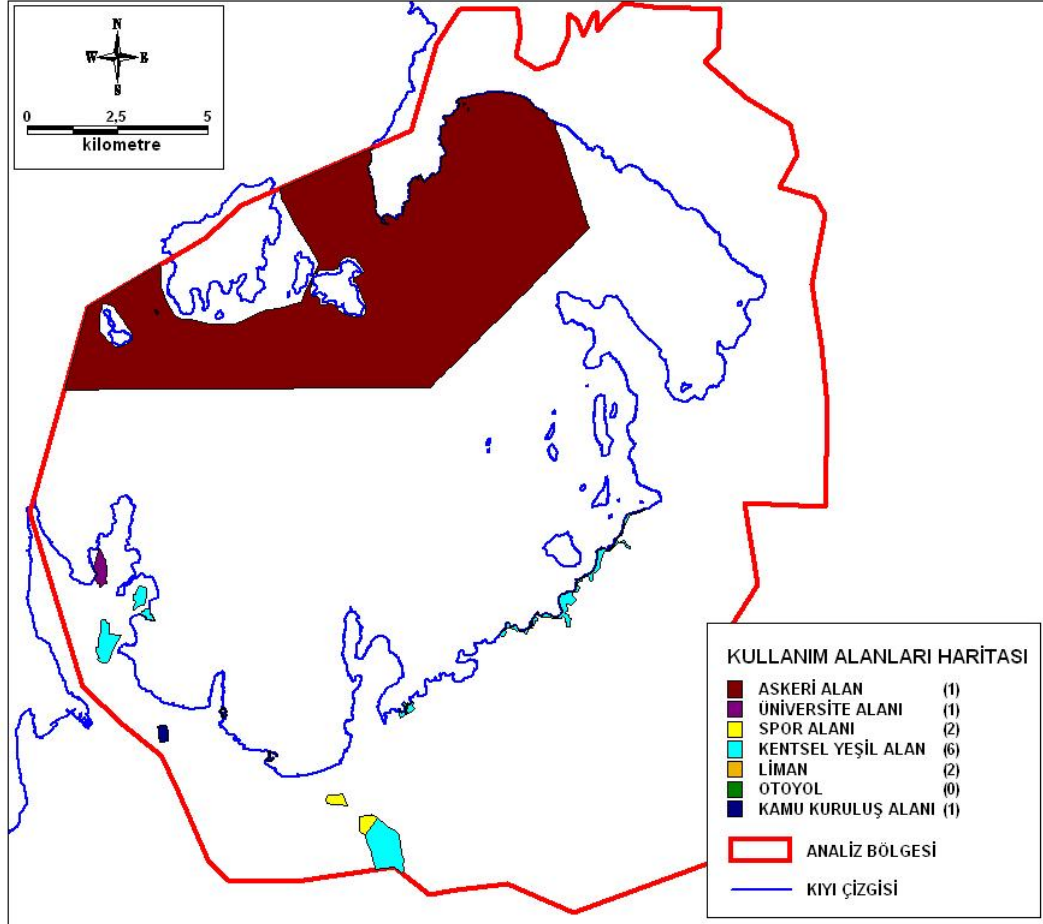 N
W E
S
0 2,5 5
kilometre
KULLANIM ALANLARI HARİTASI
ASKERİ ALAN (1)
ÜNİVERSİTE ALANI (1)
SPOR ALANI (2)
KENTSEL YEŞİL ALAN (6)
LİMAN (2)
OTOYOL (0)
KAMU KURULUŞ ALANI (1)
ANALİZ BÖLGESİ
KIYI ÇİZGİSİ